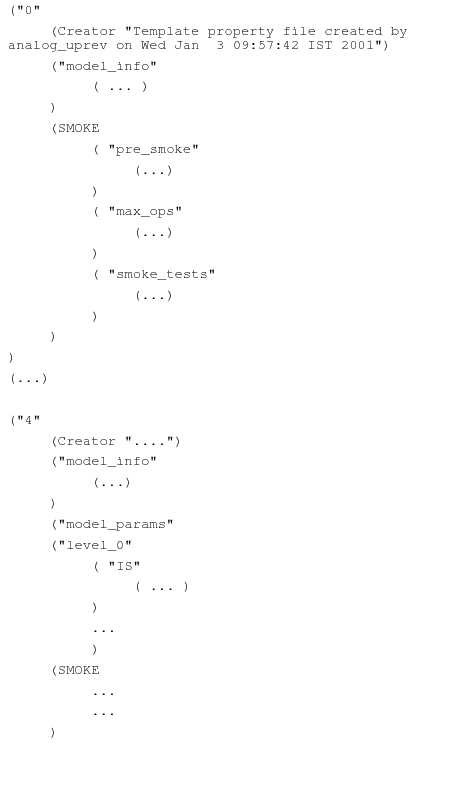 ("0"
(Creator "Template property file created by
analog_uprev on Wed Jan  3 09:57:42 IST 2001")
("model_info"
( ... )
)
(SMOKE
( "pre_smoke"
(...)
)
( "max_ops"
(...)
)
( "smoke_tests"
(...)
)
)
)
(...)
("4"
(Creator "....")
("model_info"
(...)
)
("model_params"
("level_0"
( "IS"
( ... )
)
...
)
(SMOKE
...
...
)